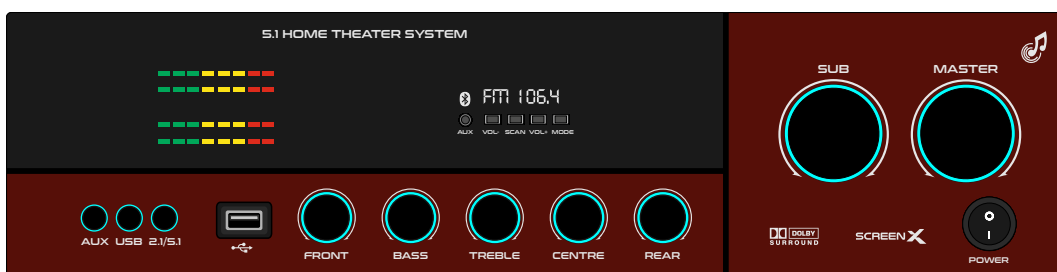 5.1 HOME THEATER SYSTEM
FM 106.4
AUX VOL- SCAN VOL+ MODE
SUB MASTER
AUX USB 2.1/5.1
FRONT BASS TREBLE CENTRE REAR
DOLBY
SURROUND
SCREEN X
O
I
POWER